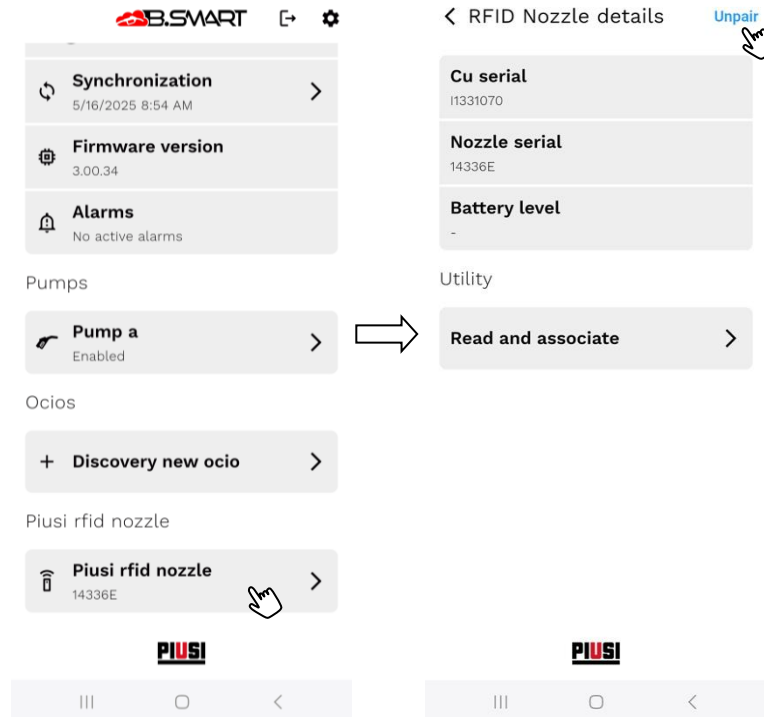 B.SMART
Synchronization
5/16/2025 8:54 AM
Firmware version
3.00.34
Alarms
No active alarms
Pumps
Pump a
Enabled
Ocios
+ Discovery new ocio
Piusi rfid nozzle
Piusi rfid nozzle
14336E
PIUSI
RFID Nozzle details
Unpair
Cu serial
I1331070
Nozzle serial
14336E
Battery level
-
Utility
Read and associate
PIUSI